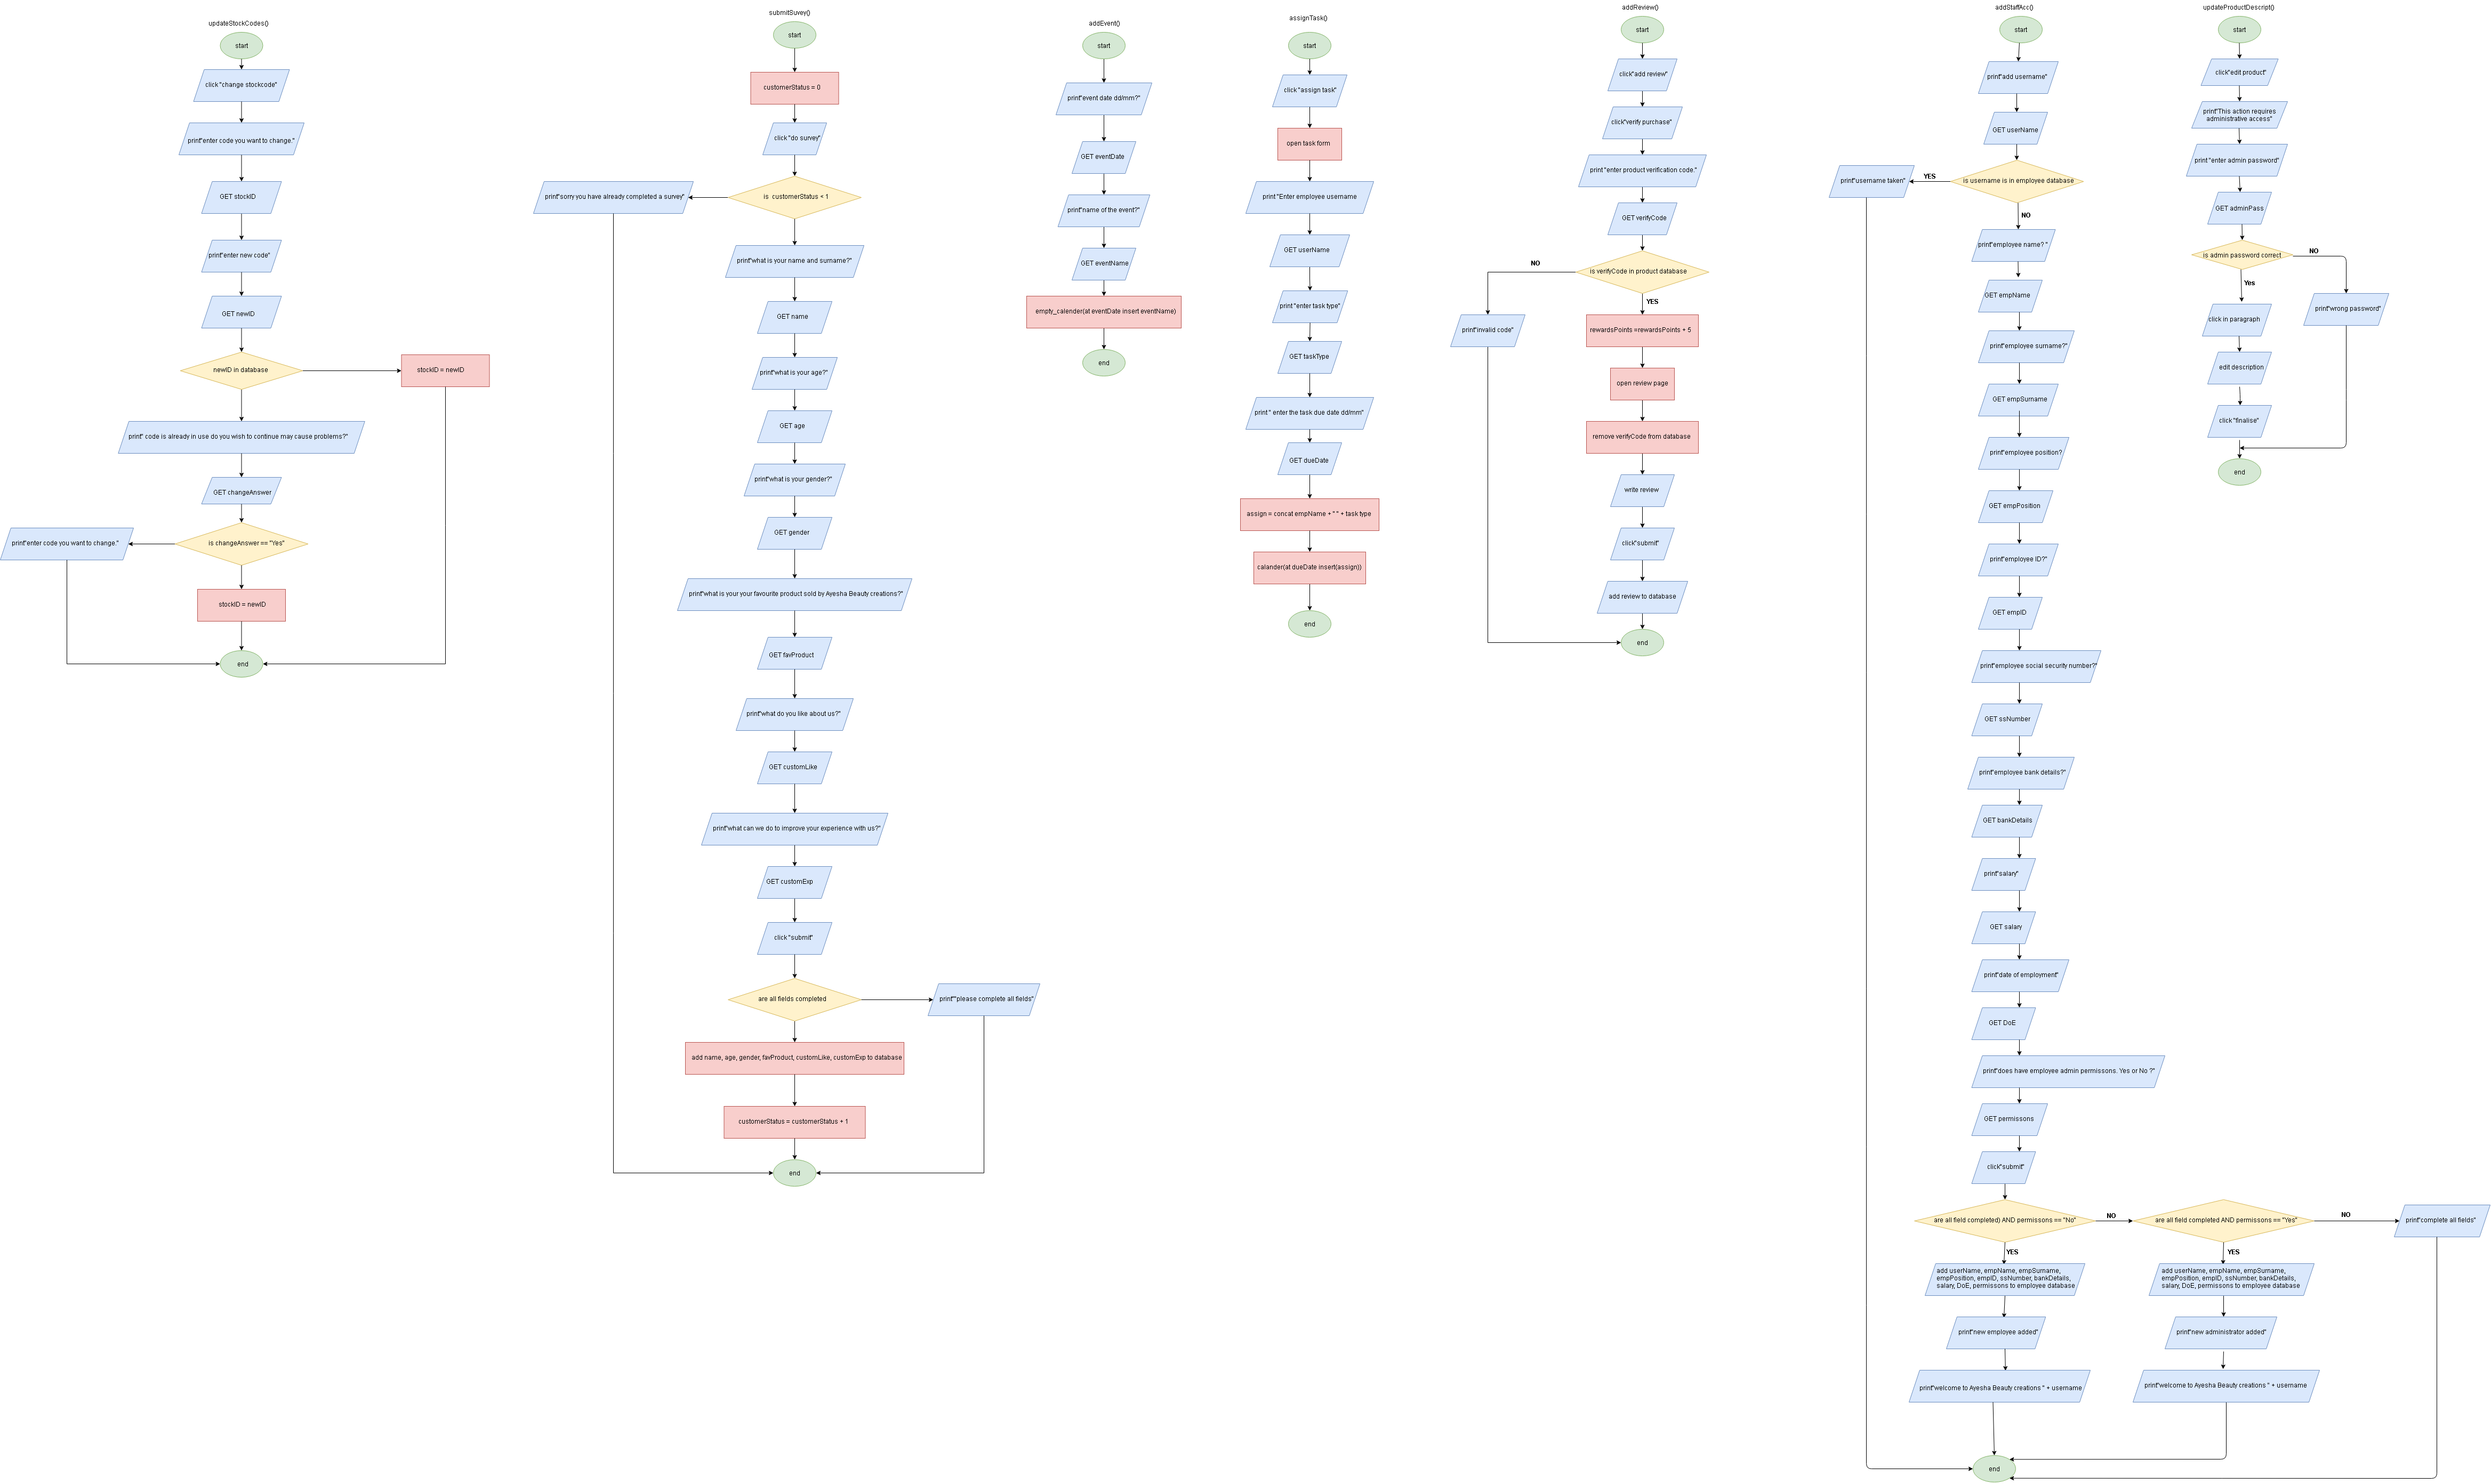 updateStockCodes()
start
click "change stockcode"
print"enter code you want to change."
GET stockID
print"enter new code"
GET newID
newID in database
stockID = newID
print" code is already in use do you wish to continue may cause problems?"
GET changeAnswer
is changeAnswer == "Yes"
print"enter code you want to change."
stockID = newID
end
submitSuvey()
start
customerStatus = 0
click "do survey"
is customerStatus < 1
print"sorry you have already completed a survey"
print"what is your name and surname?"
GET name
print"what is your age?"
GET age
print"what is your gender?"
GET gender
print"what is your your favourite product sold by Ayesha Beauty creations?"
GET favProduct
print"what do you like about us?"
GET customLike
print"what can we do to improve your experience with us?"
GET customExp
click "submit"
are all fields completed
print""please complete all fields"
add name, age, gender, favProduct, customLike, customExp to database
customerStatus = customerStatus + 1
end
addEvent()
start
print"event date dd/mm?"
GET eventDate
print"name of the event?"
GET eventName
empty_calender(at eventDate insert eventName)
end
assignTask()
start
click "assign task"
open task form
print "Enter employee username
GET userName
print "enter task type"
GET taskType
print " enter the task due date dd/mm"
GET dueDate
assign = concat empName + " " + task type
calander(at dueDate insert(assign))
end
addReview()
start
click"add review"
click"verify purchase"
print "enter product verification code."
GET verifyCode
is verifyCode in product database
NO
YES
print"invalid code"
rewardsPoints =rewardsPoints + 5
open review page
remove verifyCode from database
write review
click"submit"
add review to database
end
addStaffAcc()
start
print"add username"
GET userName
is username is in employee database
YES
print"username taken"
NO
print"employee name? "
GET empName
print"employee surname?"
GET empSurname
print"employee position?
GET empPosition
print"employee ID?"
GET empID
print"employee social security number?"
GET ssNumber
print"employee bank details?"
GET bankDetails
print"salary"
GET salary
print"date of employment"
GET DoE
print"does have employee admin permissons. Yes or No ?"
GET permissons
click"submit"
are all field completed) AND permissons == "No"
NO
are all field completed AND permissons == "Yes"
NO
print"complete all fields"
YES
add userName, empName, empSurname,
empPosition, empID, ssNumber, bankDetails,
salary, DoE, permissons to employee database
print"new employee added"
print"welcome to Ayesha Beauty creations " + username
YES
add userName, empName, empSurname,
empPosition, empID, ssNumber, bankDetails,
salary, DoE, permissons to employee database
print"new administrator added"
print"welcome to Ayesha Beauty creations " + username
end
updateProductDescript()
start
click"edit product"
print"This action requires
administrative access"
print "enter admin password"
GET adminPass
is admin password correct
NO
Yes
print"wrong password"
click in paragraph
edit description
click "finalise"
end